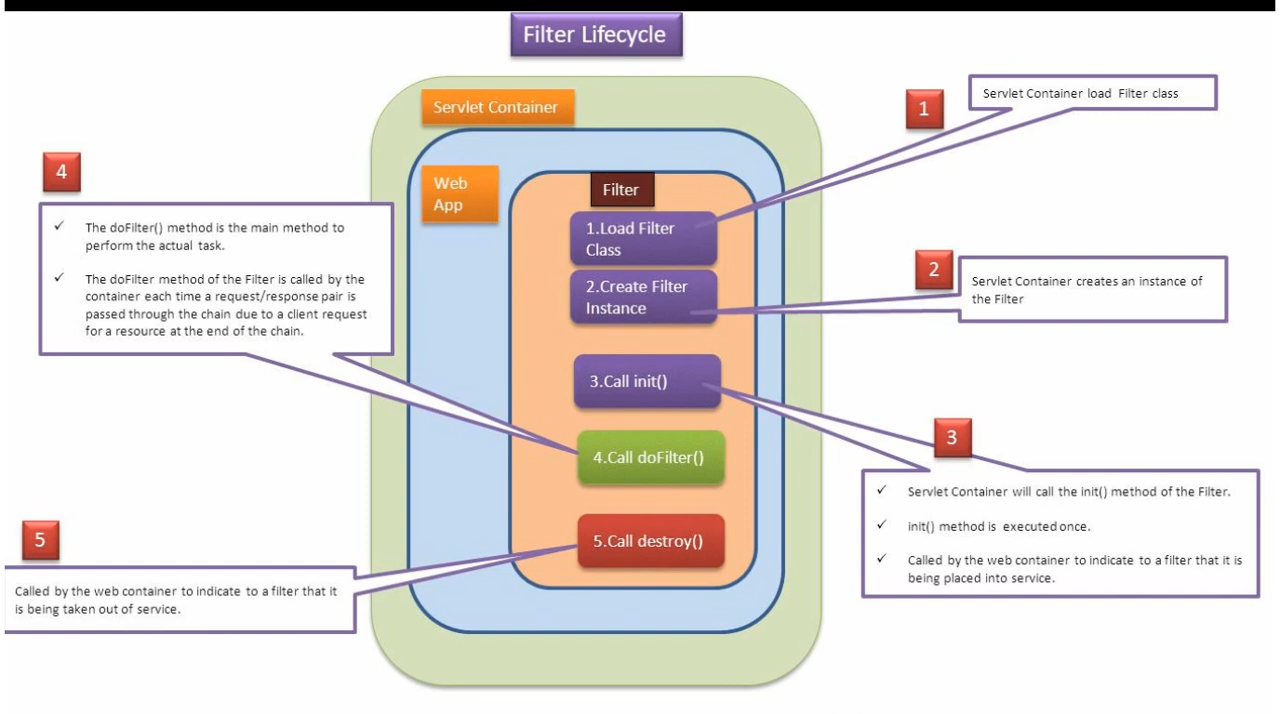 Filter Lifecycle
Servlet Container
1
Servlet Container load Filter class
4
Web
App
Filter
1.Load Filter
Class
✓ The doFilter() method is the main method to
perform the actual task.
✓ The doFilter method of the Filter is called by the
container each time a request/response pair is
passed through the chain due to a client request
for a resource at the end of the chain.
2
Servlet Container creates an instance of
the Filter
2.Create Filter
Instance
3.Call init()
3
✓ Servlet Container will call the init() method of the Filter.
✓ init() method is executed once.
✓ Called by the web container to indicate to a filter that it is
being placed into service.
4.Call doFilter()
5
Called by the web container to indicate to a filter that it
is being taken out of service.
5.Call destroy()